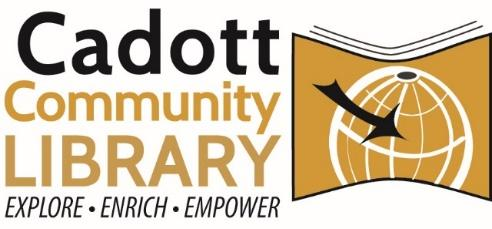 Cadott
Community
LIBRARY
EXPLORE • ENRICH • EMPOWER